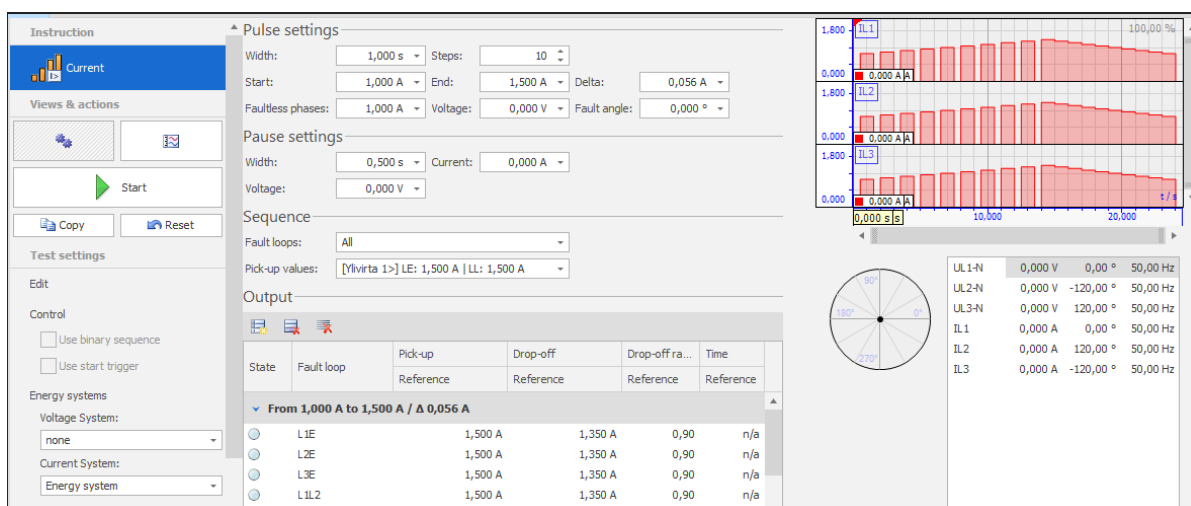 Instruction
Current
Views & actions
Start
Copy Reset
Test settings
Edit
Control
Use binary sequence
Use start trigger
Energy systems
Voltage System:
none
Current System:
Energy system
Pulse settings
Width: 1,000 s Steps: 10
Start: 1,000 A End: 1,500 A Delta: 0,056 A
Faultless phases: 1,000 A Voltage: 0,000 V Fault angle: 0,000 °
Pause settings
Width: 0,500 s Current: 0,000 A
Voltage: 0,000 V
Sequence
Fault loops: All
Pick-up values: [Ylivirta 1>] LE: 1,500 A | LL: 1,500 A
Output
State Fault loop Pick-up Drop-off Drop-off ra... Time
Reference Reference Reference Reference
From 1,000 A to 1,500 A / Δ 0,056 A
L1E 1,500 A 1,350 A 0,90 n/a
L2E 1,500 A 1,350 A 0,90 n/a
L3E 1,500 A 1,350 A 0,90 n/a
L1L2 1,500 A 1,350 A 0,90 n/a
1,800 IL1 100,00 %
0,000 0,000 A A
1,800 IL2
0,000 0,000 A A
1,800 IL3
0,000 0,000 A A t/s
0,000 s s 10,000 20,000
90°
180° 0°
270°
UL1-N 0,000 V 0,00 ° 50,00 Hz
UL2-N 0,000 V -120,00 ° 50,00 Hz
UL3-N 0,000 V 120,00 ° 50,00 Hz
IL1 0,000 A 0,00 ° 50,00 Hz
IL2 0,000 A 120,00 ° 50,00 Hz
IL3 0,000 A -120,00 ° 50,00 Hz